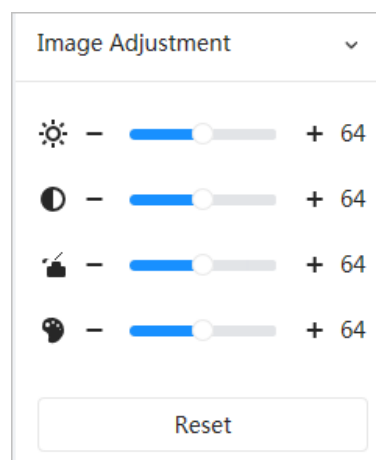 Image Adjustment
− + 64
− + 64
− + 64
− + 64
Reset